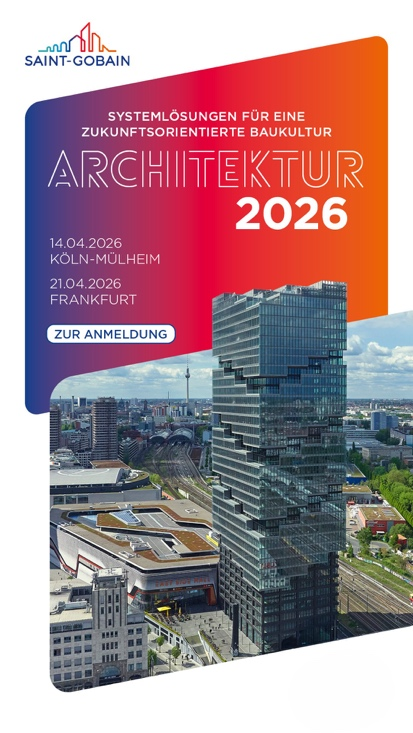 SAINT-GOBAIN
SYSTEMLÖSUNGEN FÜR EINE
ZUKUNFTSORIENTIERTE BAUKULTUR
ARCHITEKTUR
2026
14.04.2026
KÖLN-MÜLHEIM
21.04.2026
FRANKFURT
ZUR ANMELDUNG